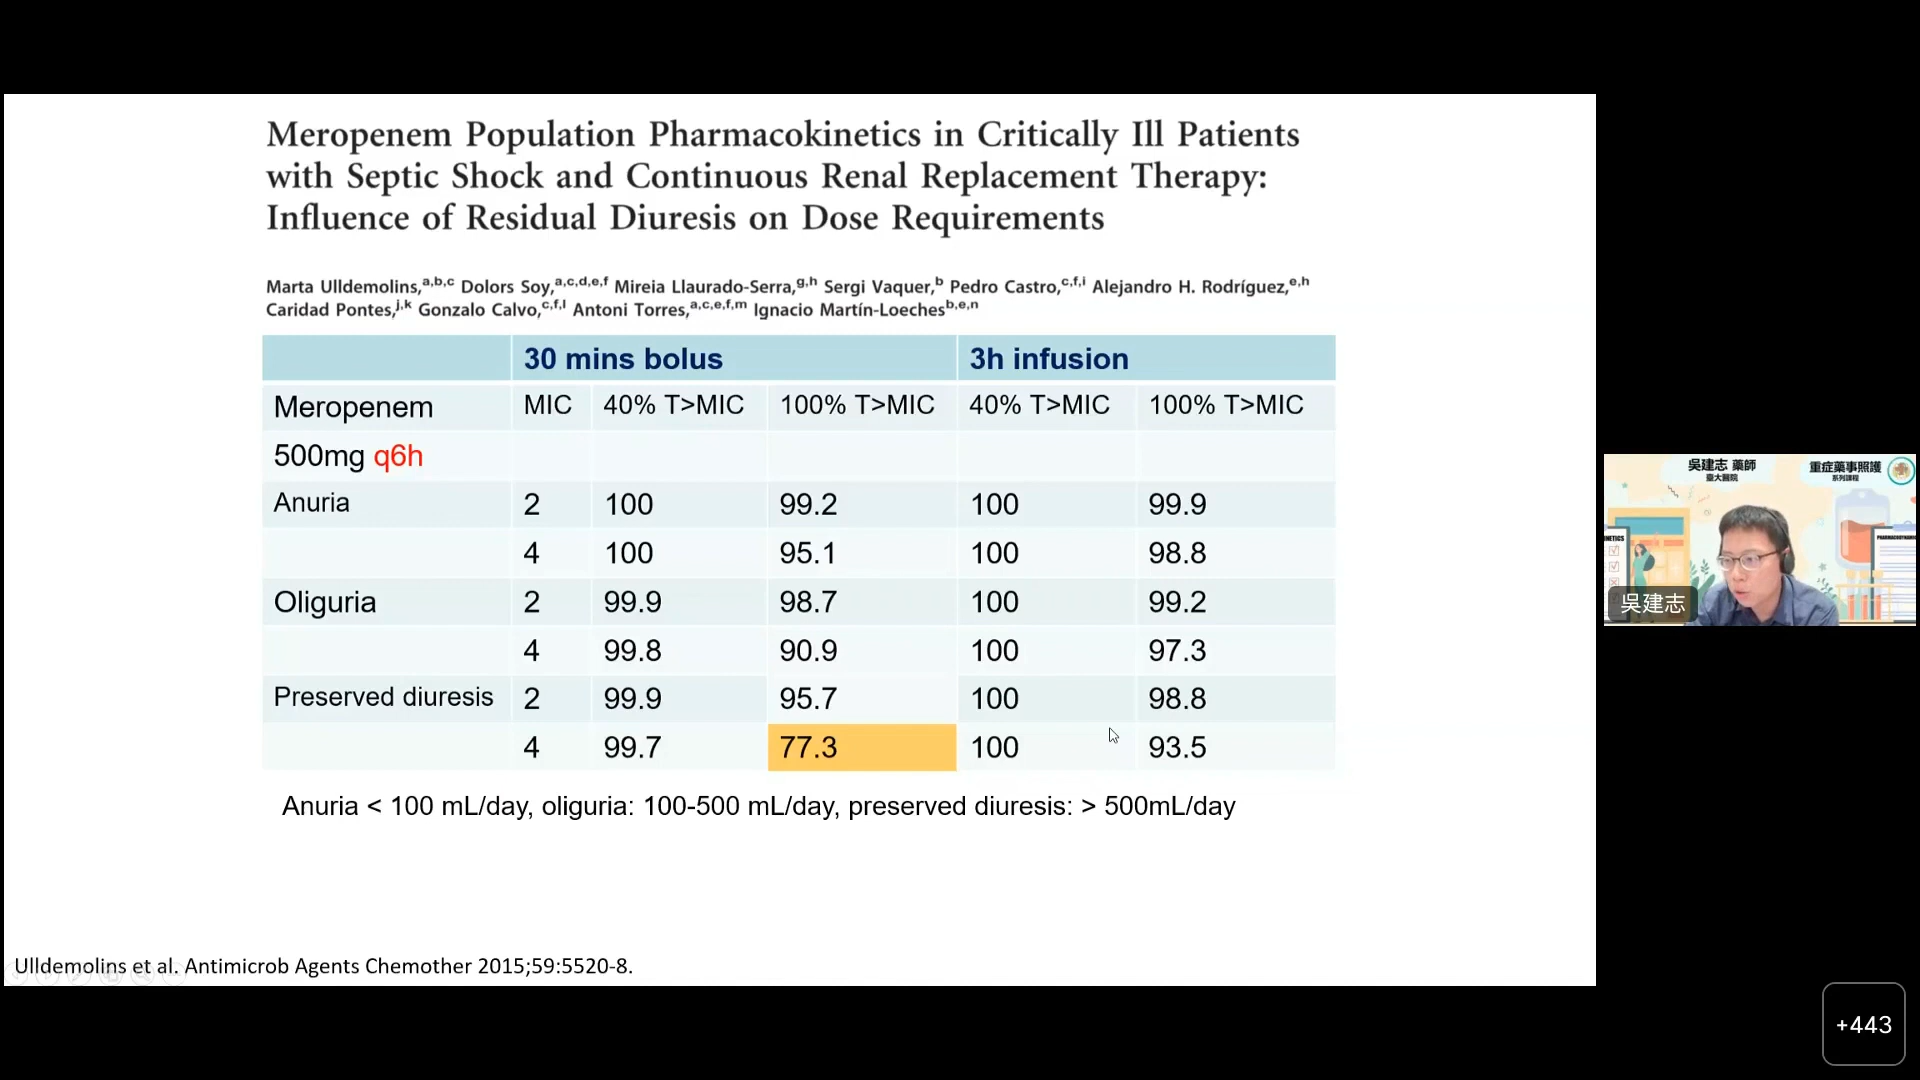 Meropenem Population Pharmacokinetics in Critically Ill Patients
with Septic Shock and Continuous Renal Replacement Therapy:
Influence of Residual Diuresis on Dose Requirements
Marta Ulldemolins,a,b,c Dolors Soy,a,c,d,e,f Mireia Llaurado-Serra,g,h Sergi Vaquer,b Pedro Castro,c,f,i Alejandro H. Rodríguez,e,h
Caridad Pontes,j,k Gonzalo Calvo,c,f,l Antoni Torres,a,c,e,f,m Ignacio Martín-Loechesb,e,n
30 mins bolus 3h infusion
Meropenem MIC 40% T>MIC 100% T>MIC 40% T>MIC 100% T>MIC
500mg q6h
Anuria 2 100 99.2 100 99.9
4 100 95.1 100 98.8
Oliguria 2 99.9 98.7 100 99.2
4 99.8 90.9 100 97.3
Preserved diuresis 2 99.9 95.7 100 98.8
4 99.7 77.3 100 93.5
Anuria < 100 mL/day, oliguria: 100-500 mL/day, preserved diuresis: > 500mL/day
Ulldemolins et al. Antimicrob Agents Chemother 2015;59:5520-8.
吳建志 藥師
臺大醫院
重症藥事照護
系列課程
吳建志
+443